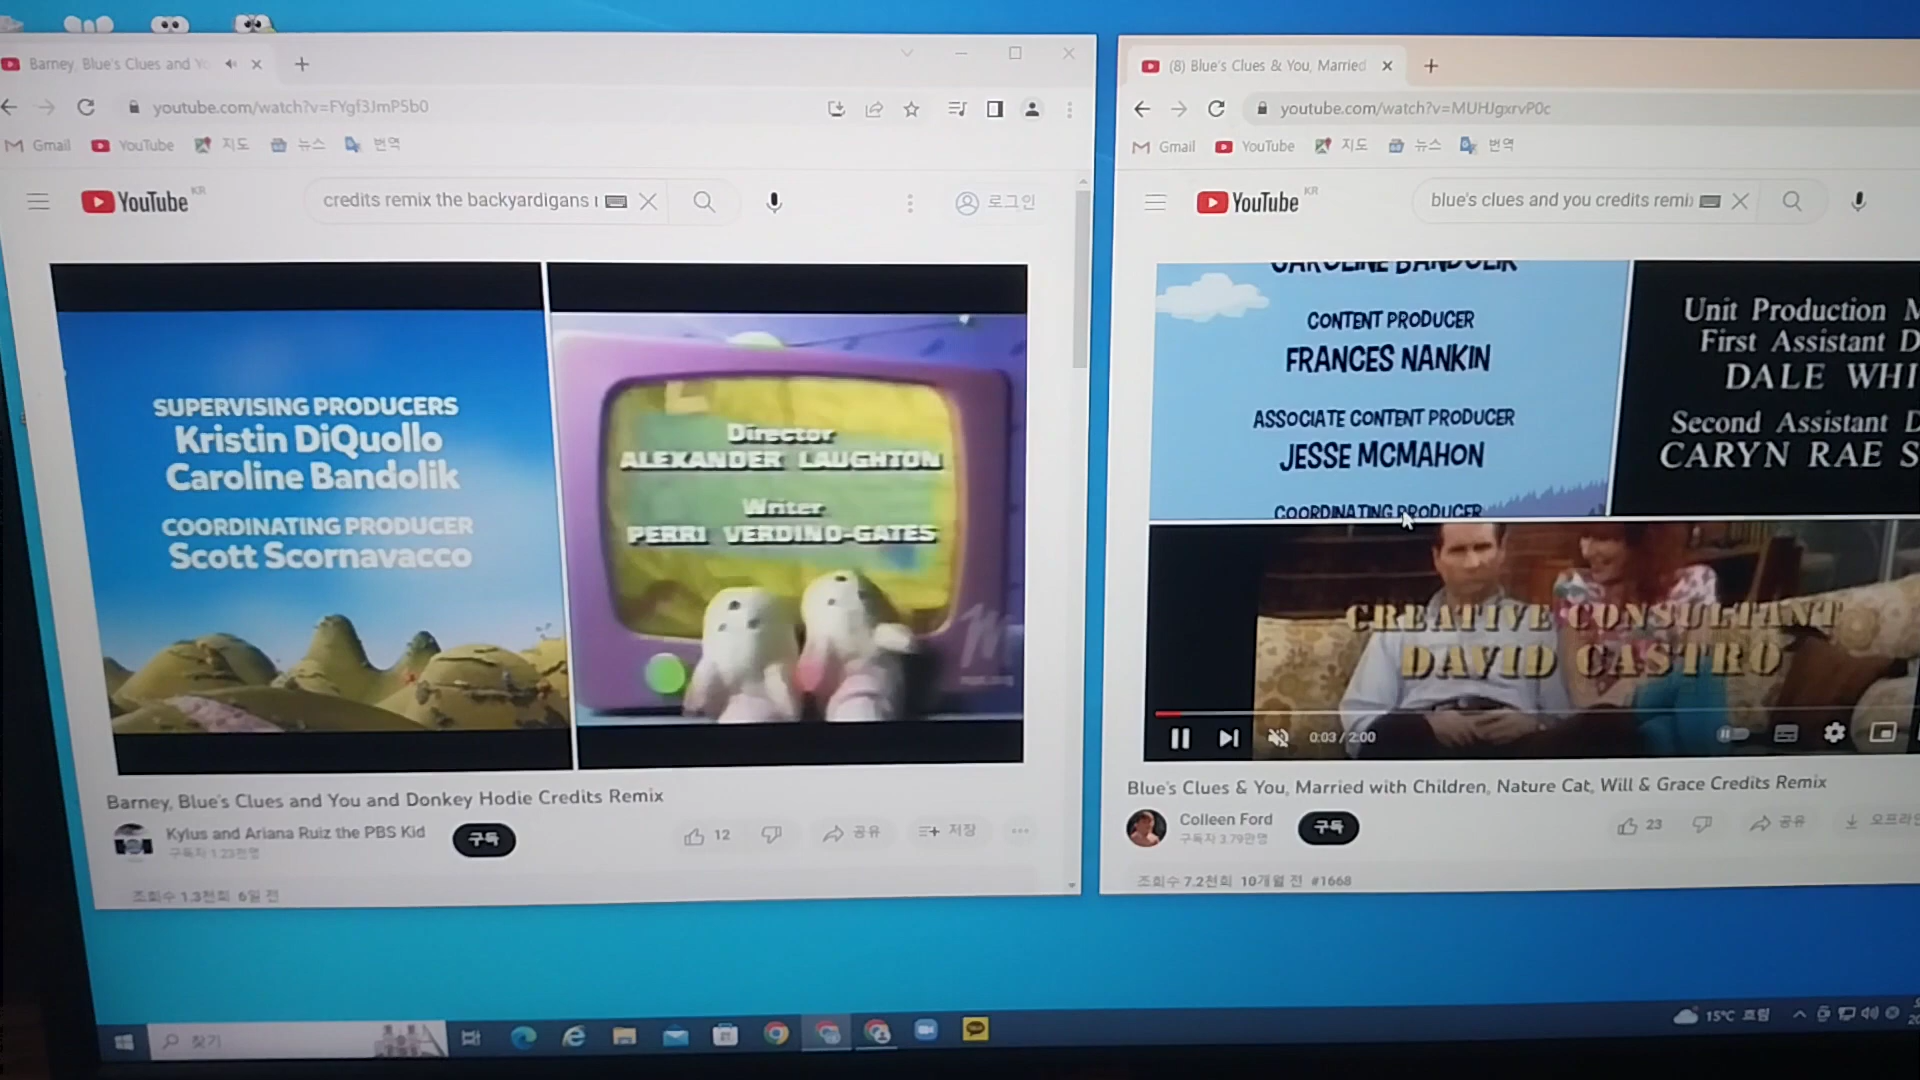 Barney, Blue's Clues and Yo
youtube.com/watch?v=FYgf3JmP5b0
Gmail YouTube 지도 뉴스 번역
YouTube KR
credits remix the backyardigans
로그인
SUPERVISING PRODUCERS
Kristin DiQuollo
Caroline Bandolik
COORDINATING PRODUCER
Scott Scornavacco
Director
ALEXANDER LAUGHTON
Writer
PERRI VERDINO-GATES
Barney, Blue's Clues and You and Donkey Hodie Credits Remix
Kylus and Ariana Ruiz the PBS Kid
구독자 1.23천명
구독
12
공유
저장
조회수 1.3천회 6일 전
(8) Blue's Clues & You, Married
youtube.com/watch?v=MUHJgxrvP0c
Gmail YouTube 지도 뉴스 번역
YouTube KR
blue's clues and you credits remix
CAROLINE BANDOLIK
CONTENT PRODUCER
FRANCES NANKIN
ASSOCIATE CONTENT PRODUCER
JESSE MCMAHON
COORDINATING PRODUCER
Unit Production M
First Assistant D
DALE WHI
Second Assistant D
CARYN RAE S
CREATIVE CONSULTANT
DAVID CASTRO
0:03 / 2:00
Blue's Clues & You, Married with Children, Nature Cat, Will & Grace Credits Remix
Colleen Ford
구독자 3.79만명
구독
23
공유
오프라인
조회수 7.2천회 10개월 전 #1668
찾기
15°C 흐림